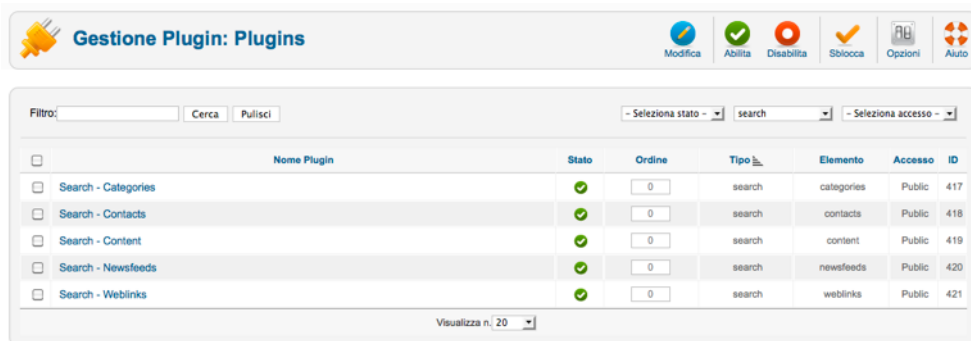 Gestione Plugin: Plugins
Modifica Abilita Disabilita Sblocca Opzioni Aiuto
Filtro: Cerca Pulisci - Seleziona stato - search - Seleziona accesso -
Nome Plugin Stato Ordine Tipo Elemento Accesso ID
Search - Categories 0 search categories Public 417
Search - Contacts 0 search contacts Public 418
Search - Content 0 search content Public 419
Search - Newsfeeds 0 search newsfeeds Public 420
Search - Weblinks 0 search weblinks Public 421
Visualizza n. 20